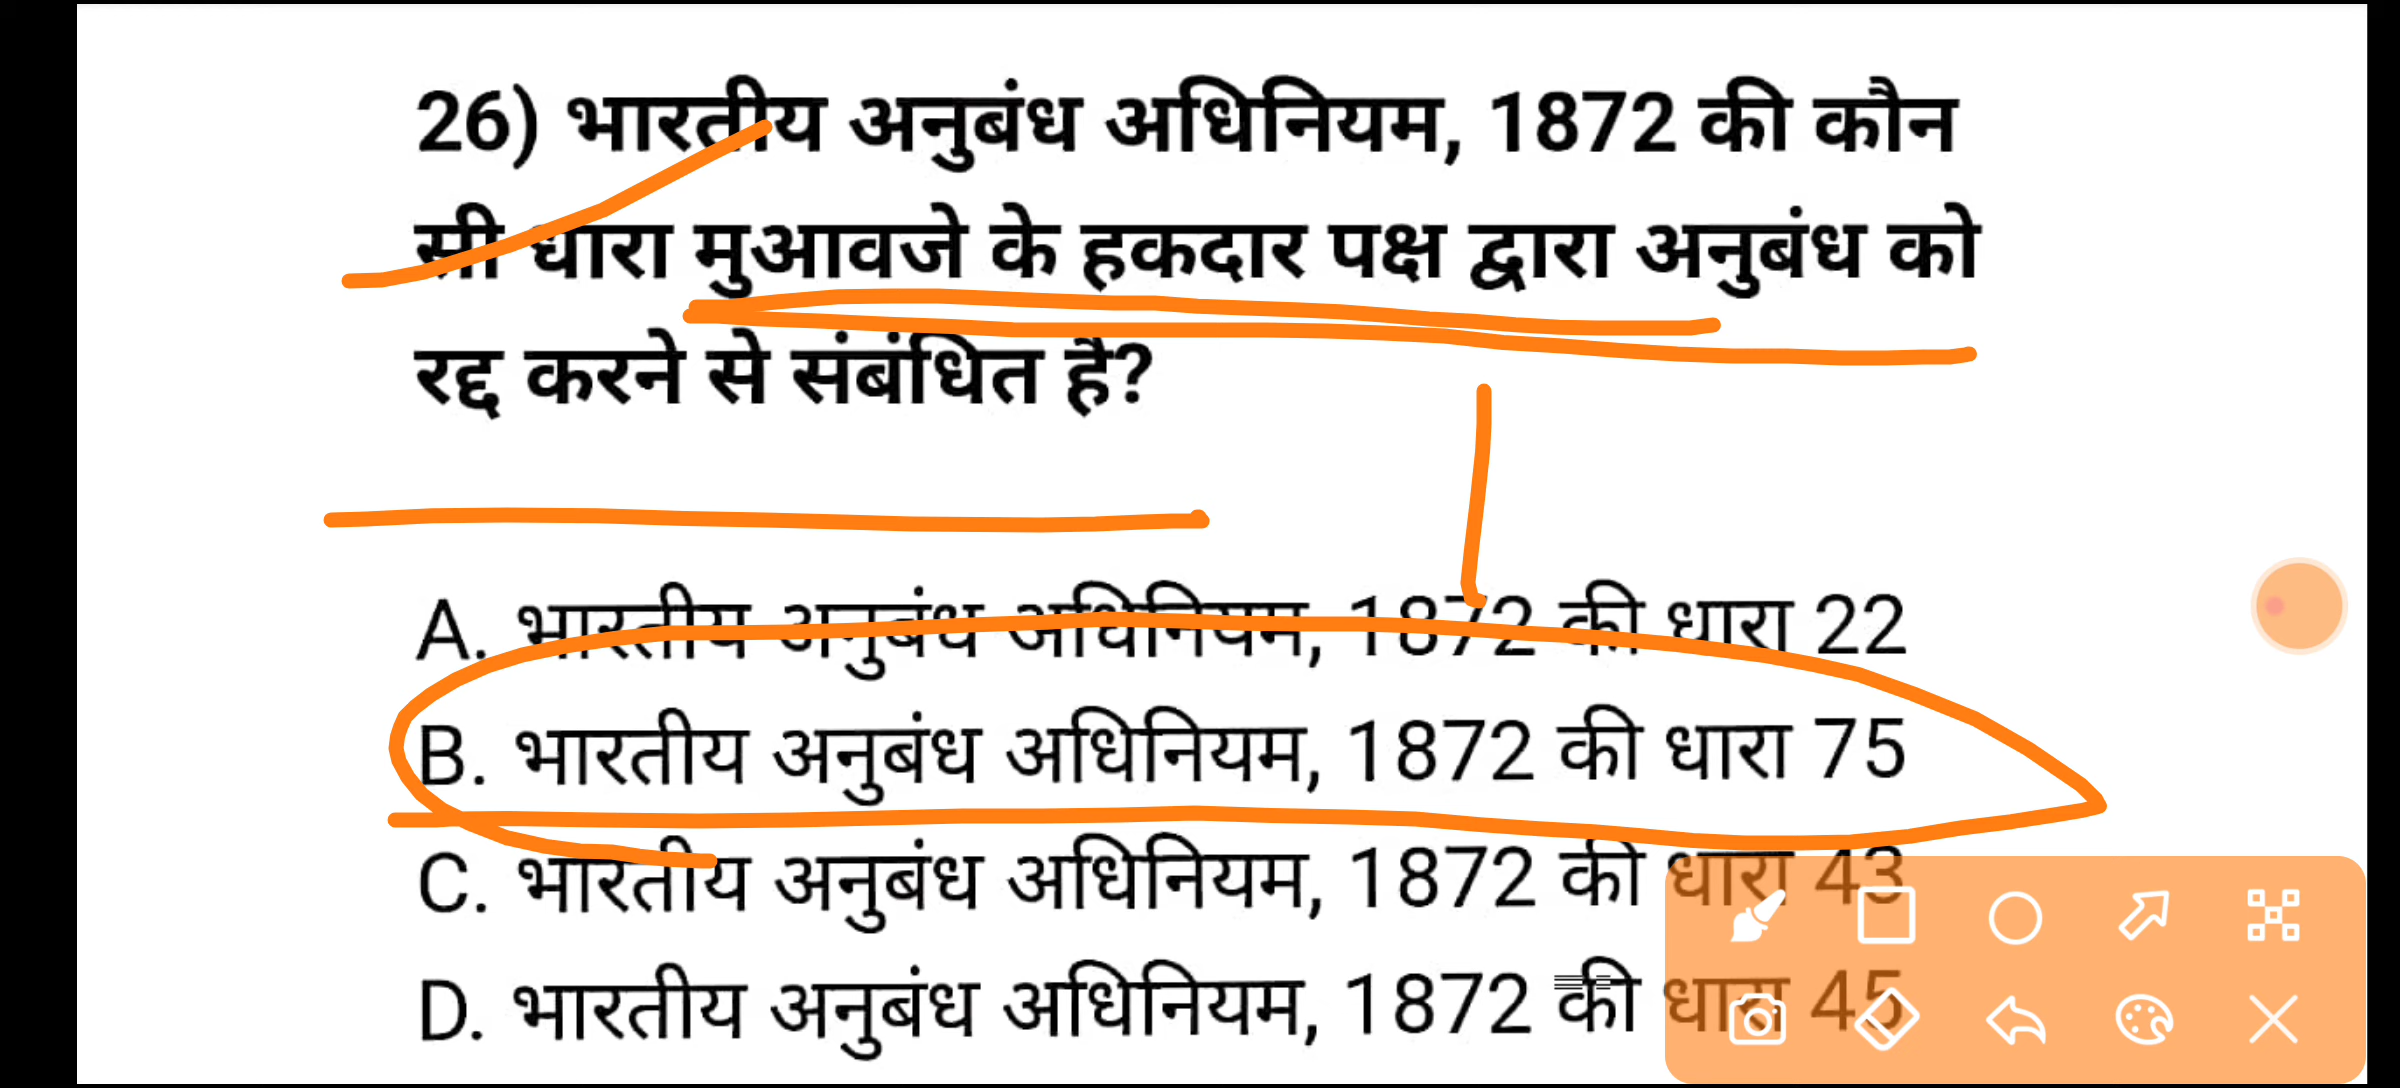 26) भारतीय अनुबंध अधिनियम, 1872 की कौन
सी धारा मुआवजे के हकदार पक्ष द्वारा अनुबंध को
रद्द करने से संबंधित है?
A. भारतीय अनुबंध अधिनियम, 1872 की धारा 22
B. भारतीय अनुबंध अधिनियम, 1872 की धारा 75
C. भारतीय अनुबंध अधिनियम, 1872 की धारा 43
D. भारतीय अनुबंध अधिनियम, 1872 की धारा 45